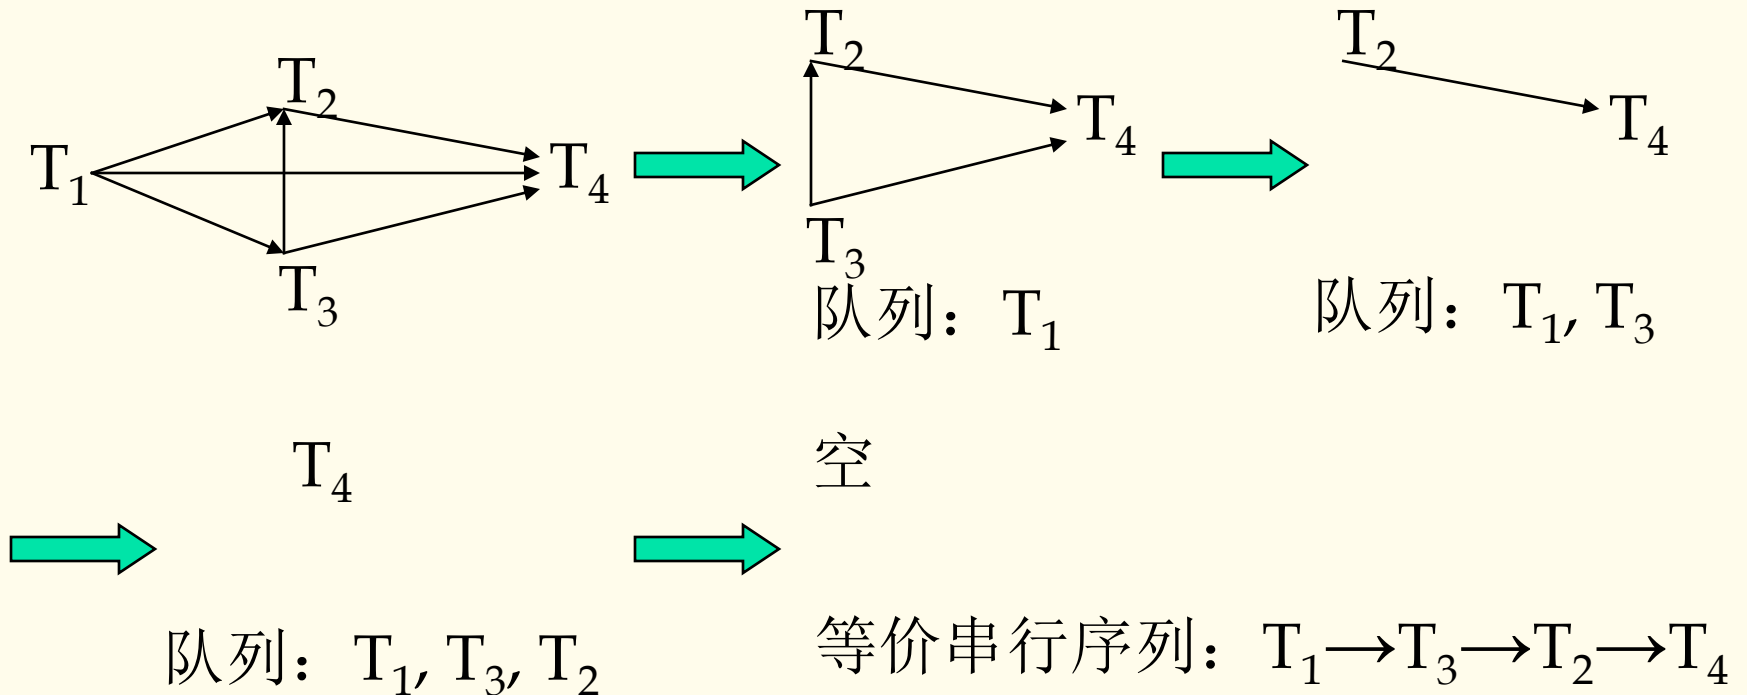 T₂
T₁
T₄
T₃
T₂
T₄
T₃
队列：T₁
T₂
T₄
队列：T₁, T₃
T₄
队列：T₁, T₃, T₂
空
等价串行序列：T₁→T₃→T₂→T₄